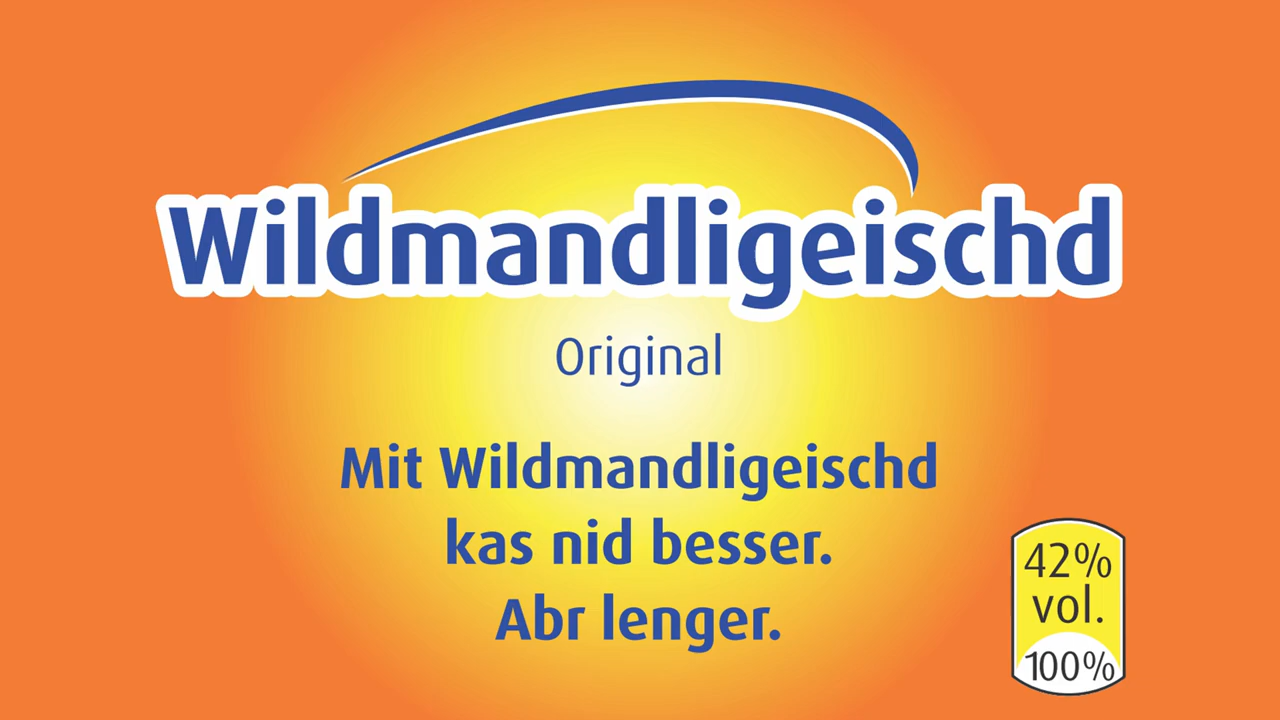 Wildmandligeischd
Original
Mit Wildmandligeischd
kas nid besser.
Abr lenger.
42%
vol.
100%